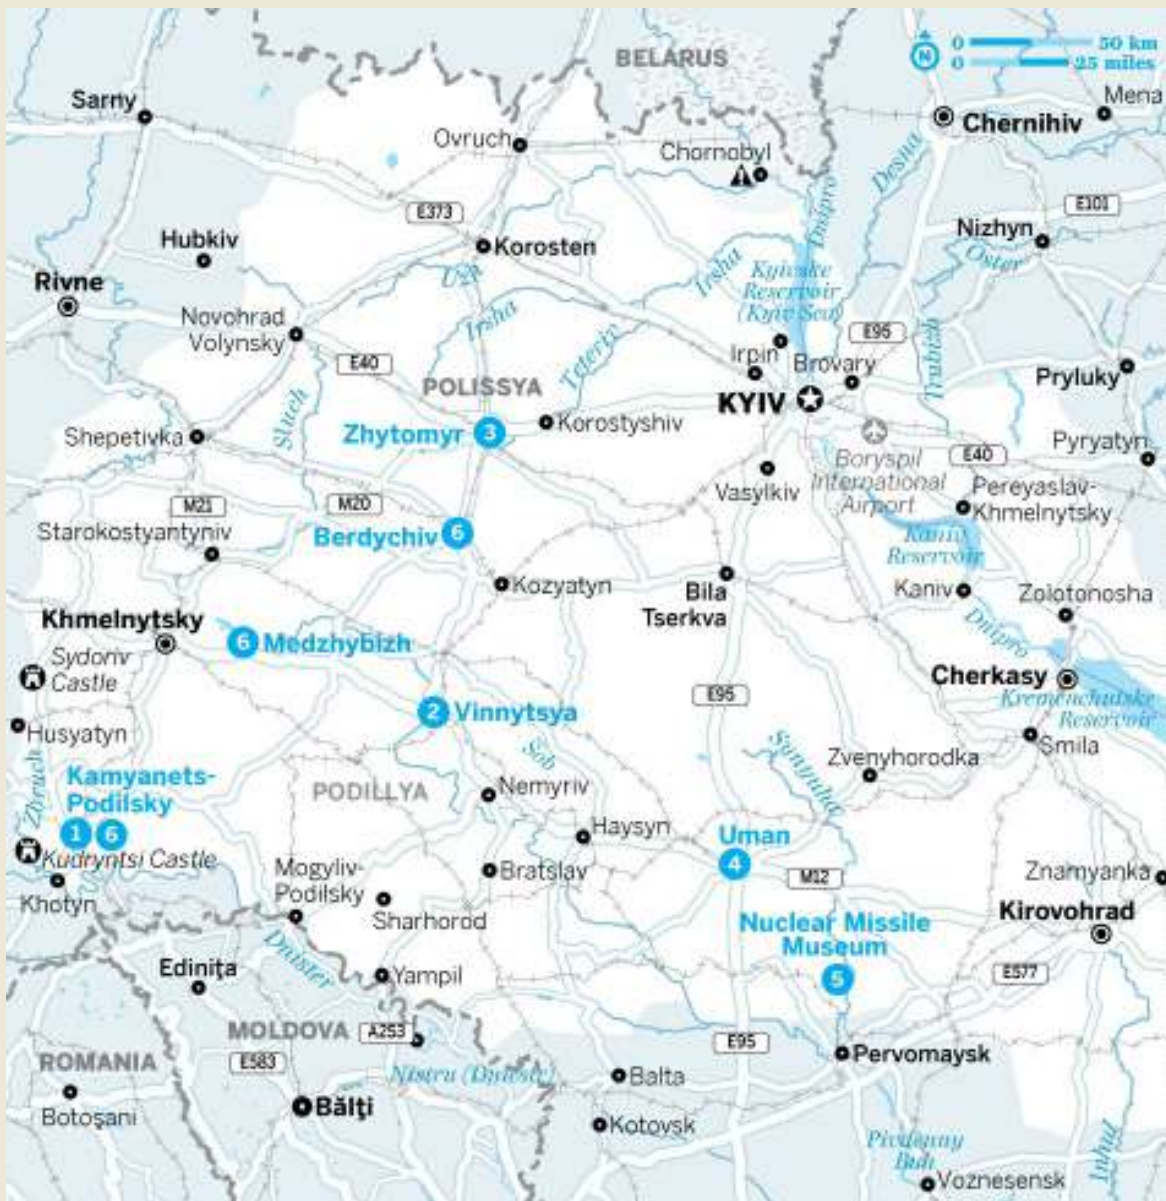 BELARUS
0 50 km
0 25 miles
N
Sarny
Mena
Chernihiv
Ovruch
Chornobyl
Desna
Dnipro
E373
E101
Hubkiv
Korosten
Nizhyn
Oster
Rivne
Uzh
Irsha
Kyivske
Reservoir
(Kyiv Sea)
Novohrad
Volynsky
Irsha
Teteriv
E95
Trubizh
E40
Irpin
Brovary
POLISSYA
KYIV
Pryluky
Sluch
Zhytomyr 3
Korostyshiv
Shepetivka
Boryspil
International
Airport
E40
Pyryatyn
M21
M20
Vasylkiv
Pereyaslav-
Khmelnytsky
Starokostyantyniv
Berdychiv 6
Kaniv
Reservoir
Kozyatyn
Bila
Tserkva
Kaniv
Zolotonosha
Khmelnytsky
6 Medzhybizh
Dnipro
Sydoriv
Castle
Cherkasy
E95
Kremenchutske
Reservoir
2 Vinnytsya
Husyatyn
Sob
Smila
Zbruch
Zvenyhorodka
Kamyanets-
Podilsky
1 6
PODILLYA
Nemyriv
Haysyn
Uman
4
Kudryntsi Castle
Mogyliv-
Podilsky
Bratslav
M12
Znamyanka
Khotyn
Sharhorod
Kirovohrad
Nuclear Missile
Museum
5
Dnister
Edinița
Yampil
E577
MOLDOVA
A253
ROMANIA
E583
E95
Pervomaysk
Nistru (Dniestr)
Balta
Botoșani
Bălți
Kotovsk
Pivdenny
Buh
Inhul
Voznesensk